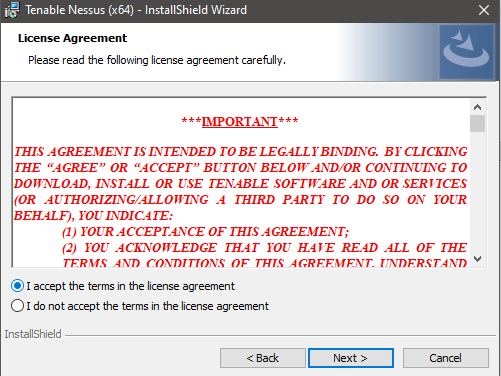 Tenable Nessus (x64) - InstallShield Wizard
License Agreement
Please read the following license agreement carefully.
***IMPORTANT***
THIS AGREEMENT IS INTENDED TO BE LEGALLY BINDING. BY CLICKING
THE “AGREE” OR “ACCEPT” BUTTON BELOW AND/OR CONTINUING TO
DOWNLOAD, INSTALL OR USE TENABLE SOFTWARE AND OR SERVICES
(OR AUTHORIZING/ALLOWING A THIRD PARTY TO DO SO ON YOUR
BEHALF), YOU INDICATE:
(1) YOUR ACCEPTANCE OF THIS AGREEMENT;
(2) YOU ACKNOWLEDGE THAT YOU HAVE READ ALL OF THE
TERMS AND CONDITIONS OF THIS AGREEMENT, UNDERSTAND
I accept the terms in the license agreement
I do not accept the terms in the license agreement
InstallShield
< Back
Next >
Cancel